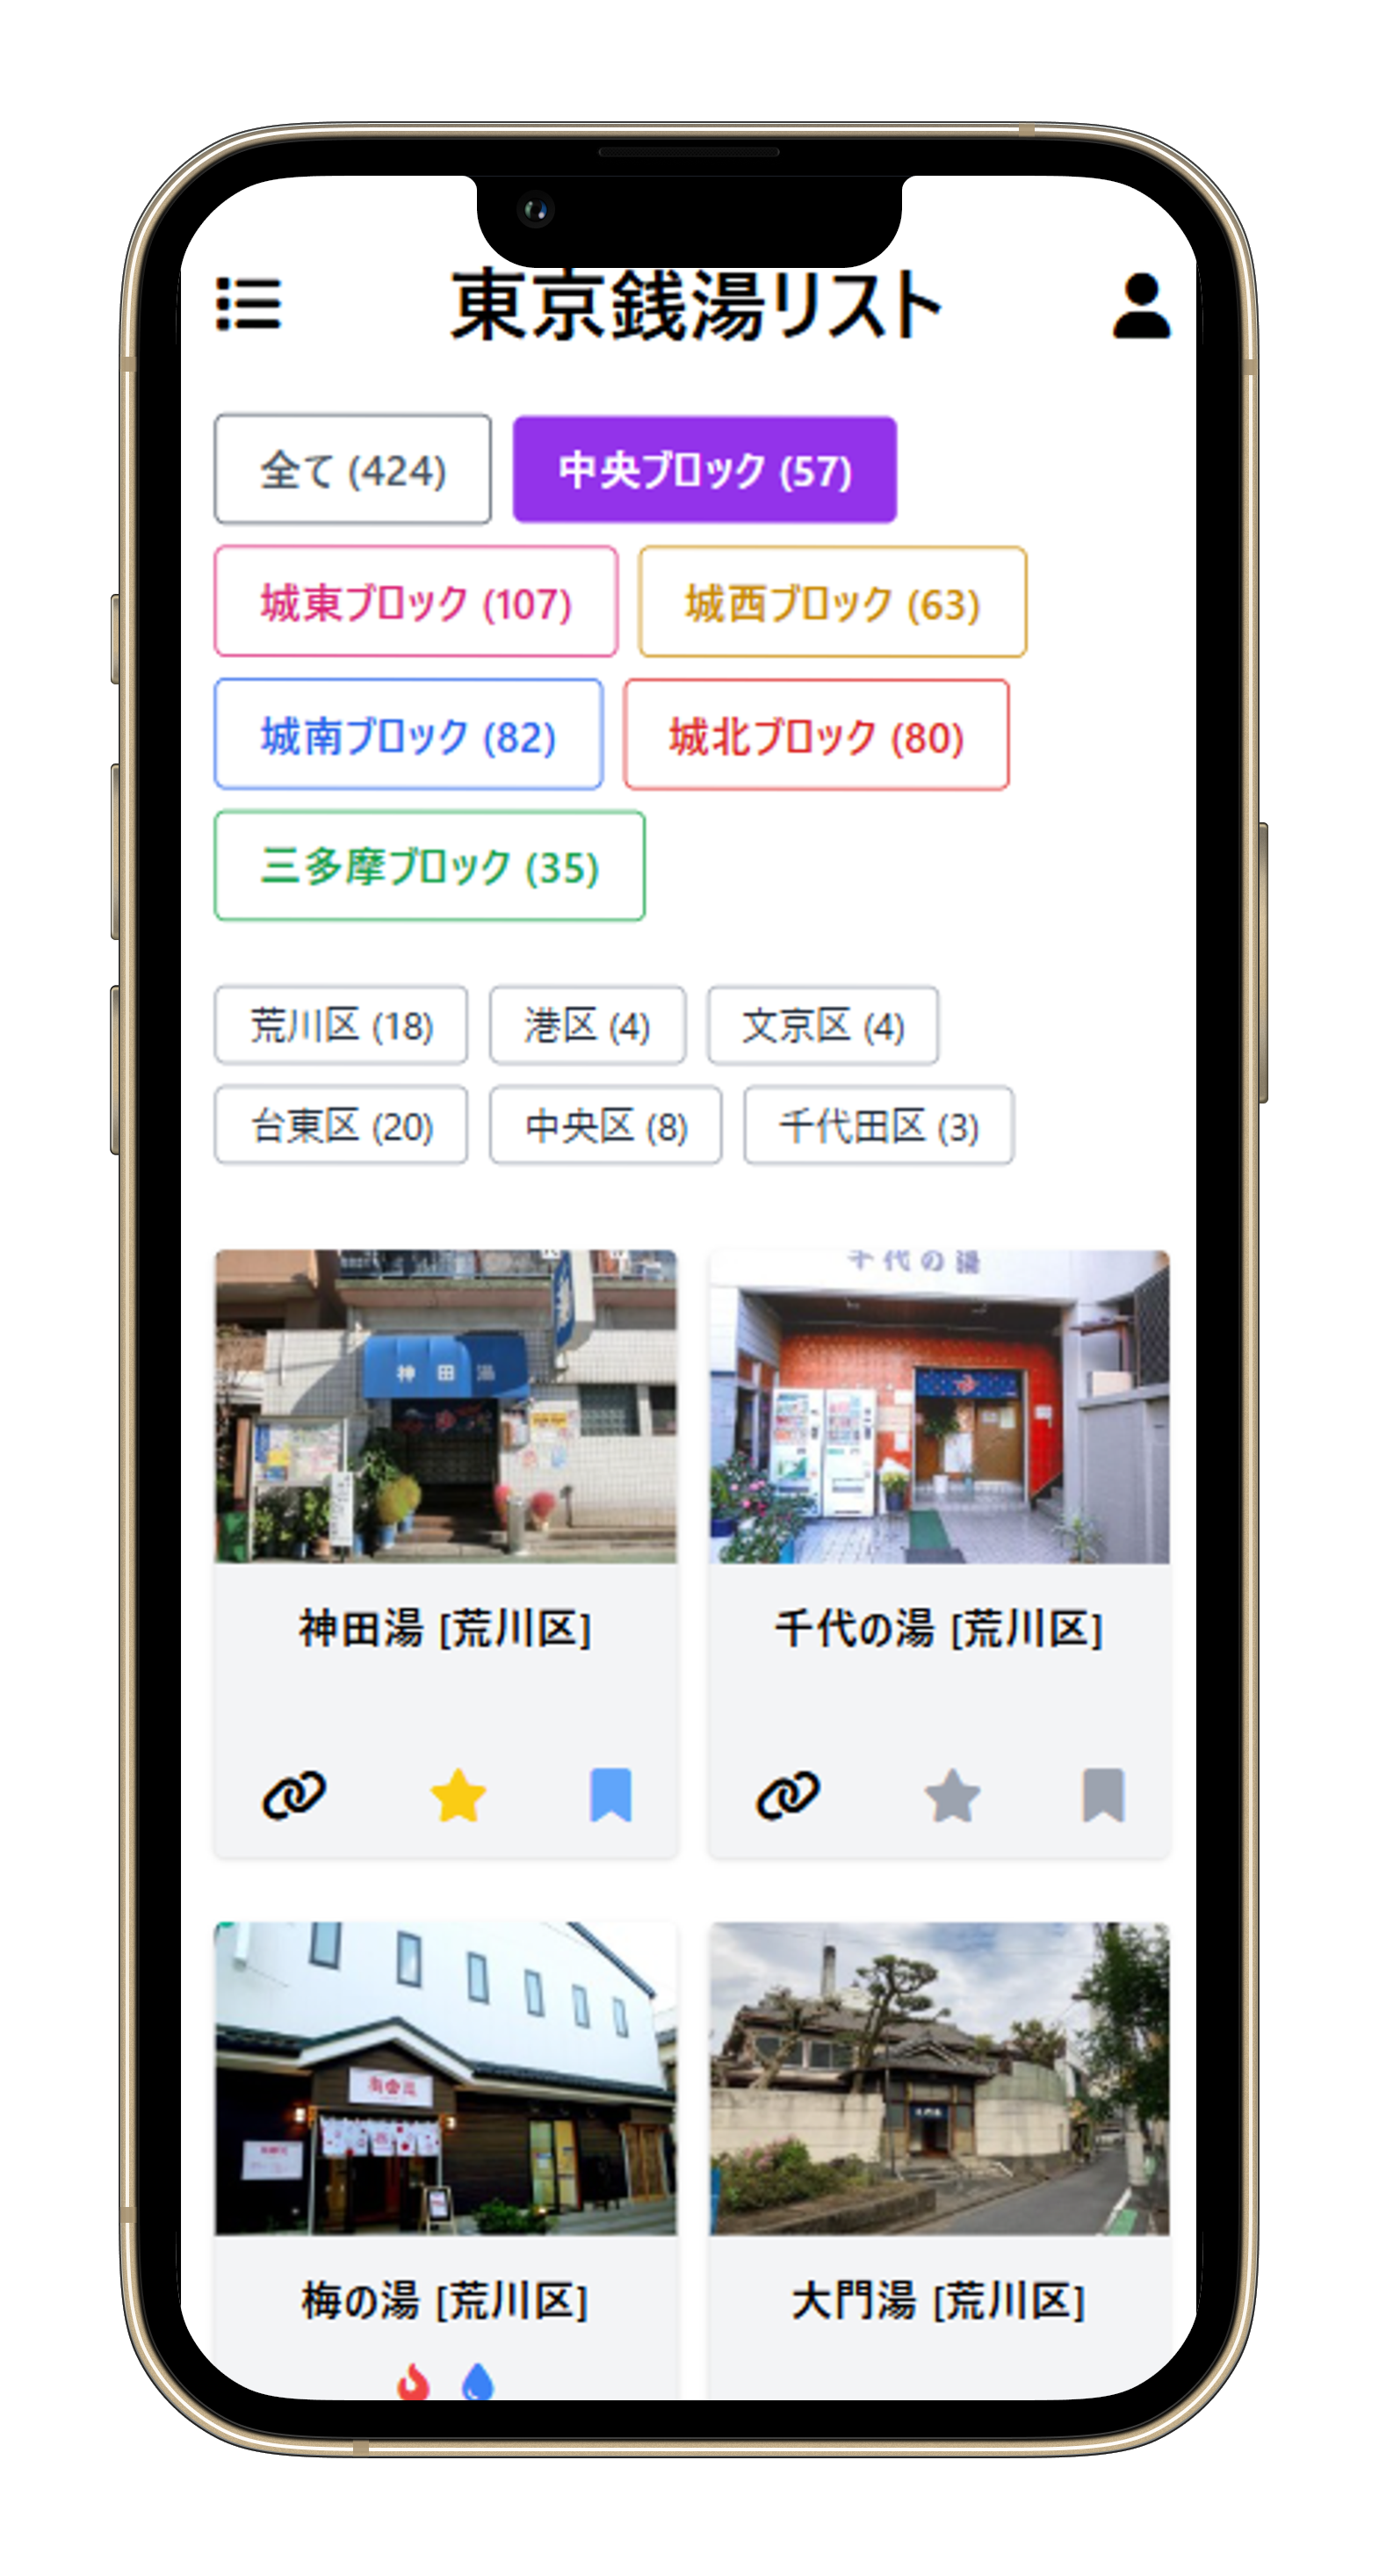 東京銭湯リスト
全て (424) 中央ブロック (57)
城東ブロック (107) 城西ブロック (63)
城南ブロック (82) 城北ブロック (80)
三多摩ブロック (35)
荒川区 (18) 港区 (4) 文京区 (4)
台東区 (20) 中央区 (8) 千代田区 (3)
神田湯
千代の湯
神田湯 [荒川区]
千代の湯 [荒川区]
梅の湯 [荒川区]
大門湯 [荒川区]